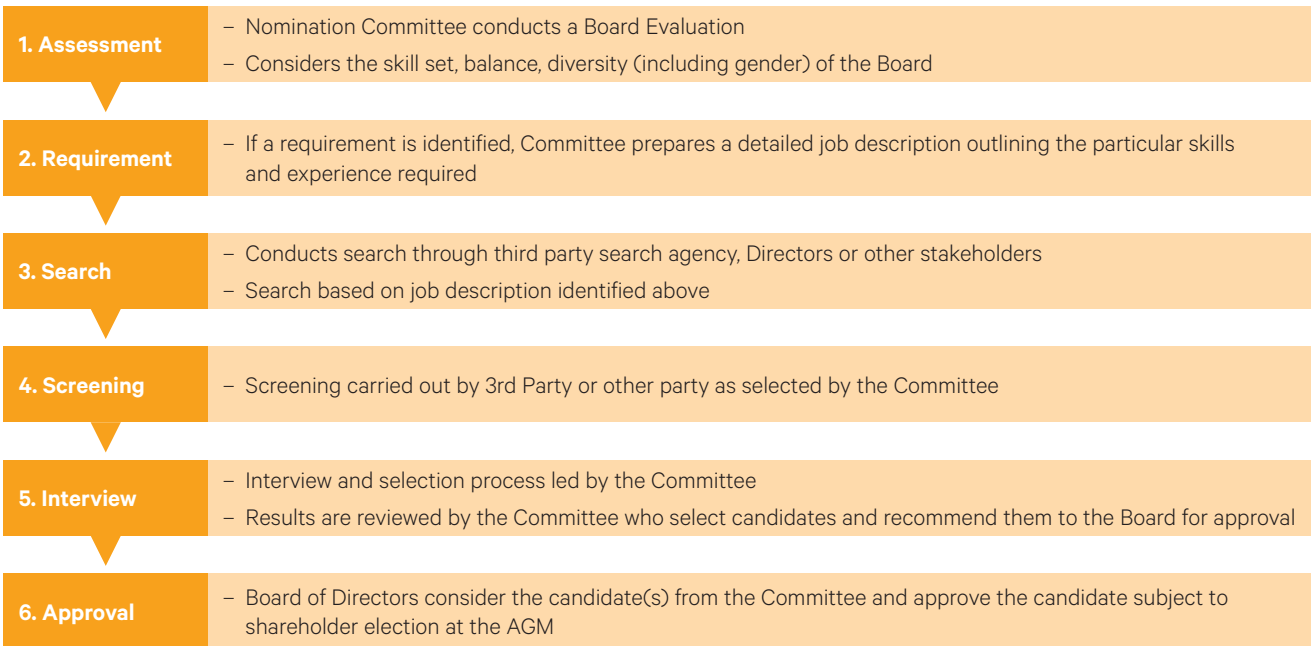 1. Assessment
– Nomination Committee conducts a Board Evaluation
– Considers the skill set, balance, diversity (including gender) of the Board
2. Requirement
– If a requirement is identified, Committee prepares a detailed job description outlining the particular skills
and experience required
3. Search
– Conducts search through third party search agency, Directors or other stakeholders
– Search based on job description identified above
4. Screening
– Screening carried out by 3rd Party or other party as selected by the Committee
5. Interview
– Interview and selection process led by the Committee
– Results are reviewed by the Committee who select candidates and recommend them to the Board for approval
6. Approval
– Board of Directors consider the candidate(s) from the Committee and approve the candidate subject to
shareholder election at the AGM